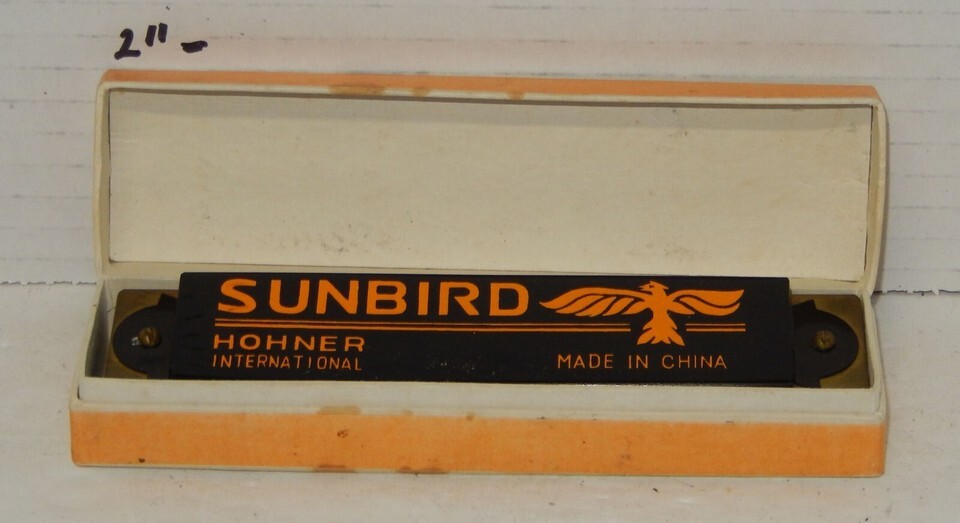 2" -
SUNBIRD
HOHNER
INTERNATIONAL
MADE IN CHINA